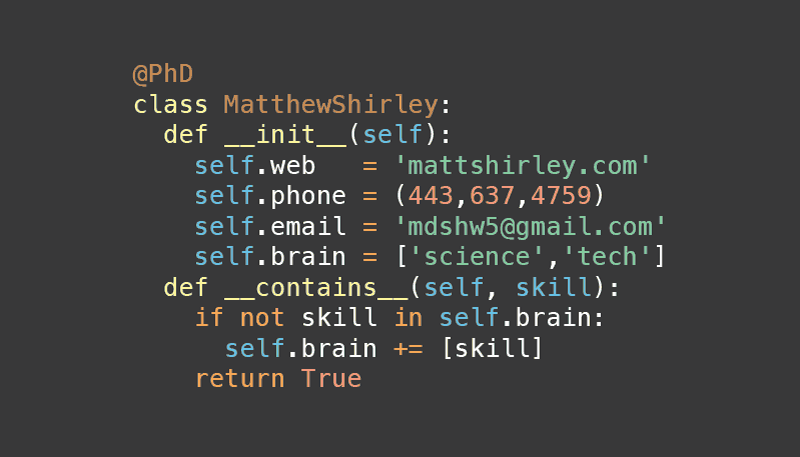 @PhD
class MatthewShirley:
  def __init__(self):
    self.web   = 'mattshirley.com'
    self.phone = (443,637,4759)
    self.email = 'mdshw5@gmail.com'
    self.brain = ['science','tech']
  def __contains__(self, skill):
    if not skill in self.brain:
      self.brain += [skill]
    return True